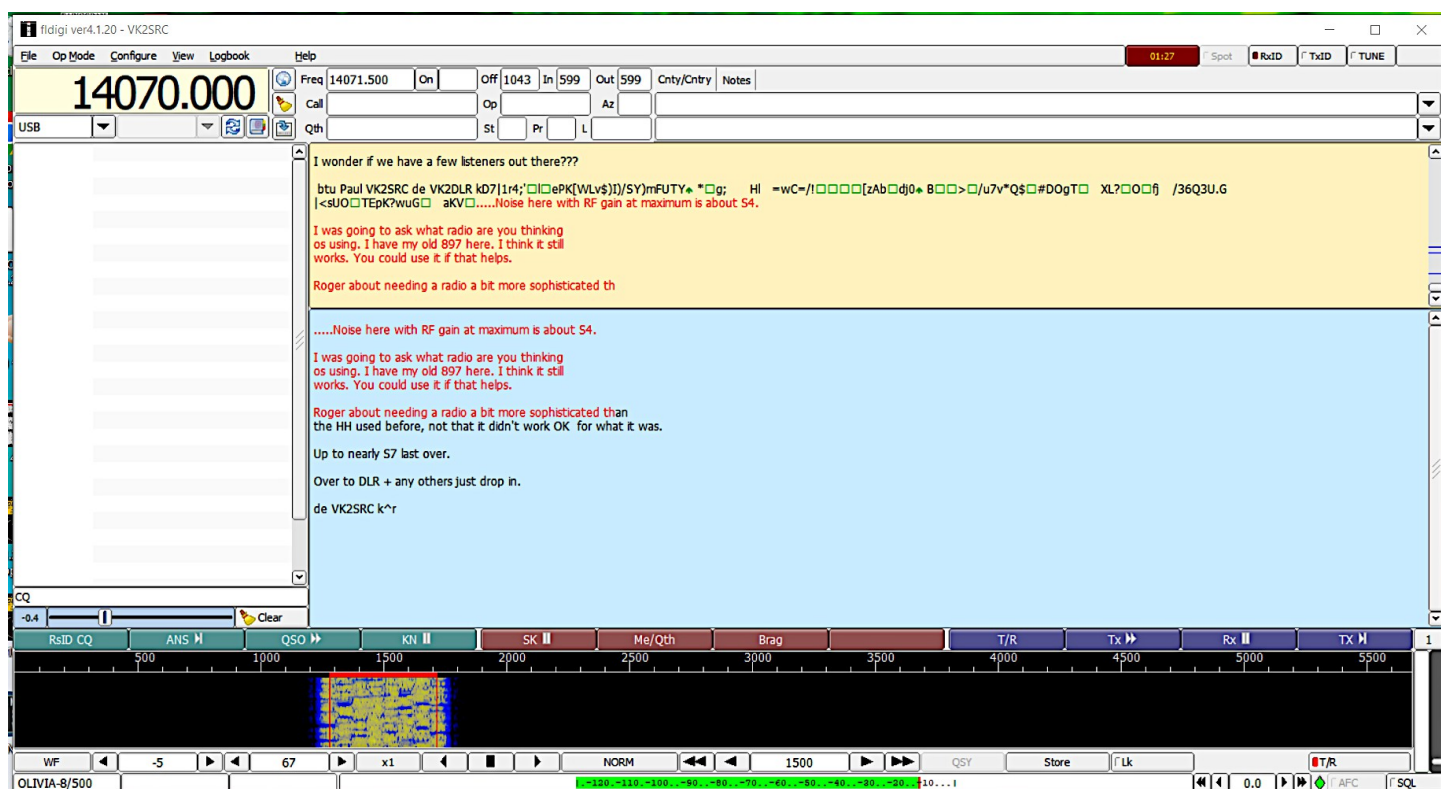 fldigi ver4.1.20 - VK2SRC
File Op Mode Configure View Logbook Help
01:27 Spot RxID TxID TUNE
14070.000
Freq 14071.500 On Off 1043 In 599 Out 599 Cnty/Cntry Notes
Call Op Az
USB
Qth St Pr L
I wonder if we have a few listeners out there???
btu Paul VK2SRC de VK2DLR
.....Noise here with RF gain at maximum is about S4.
I was going to ask what radio are you thinking
os using. I have my old 897 here. I think it still
works. You could use it if that helps.
Roger about needing a radio a bit more sophisticated th
.....Noise here with RF gain at maximum is about S4.
I was going to ask what radio are you thinking
os using. I have my old 897 here. I think it still
works. You could use it if that helps.
Roger about needing a radio a bit more sophisticated than
the HH used before, not that it didn't work OK  for what it was.
Up to nearly S7 last over.
Over to DLR + any others just drop in.
de VK2SRC k^r
CQ
-0.4 Clear
RsID CQ ANS QSO KN SK Me/Qth Brag T/R Tx Rx TX 1
500 1000 1500 2000 2500 3000 3500 4000 4500 5000 5500
WF -5 67 x1 NORM 1500 QSY Store Lk T/R
OLIVIA-8/500 0.0 AFC SQL